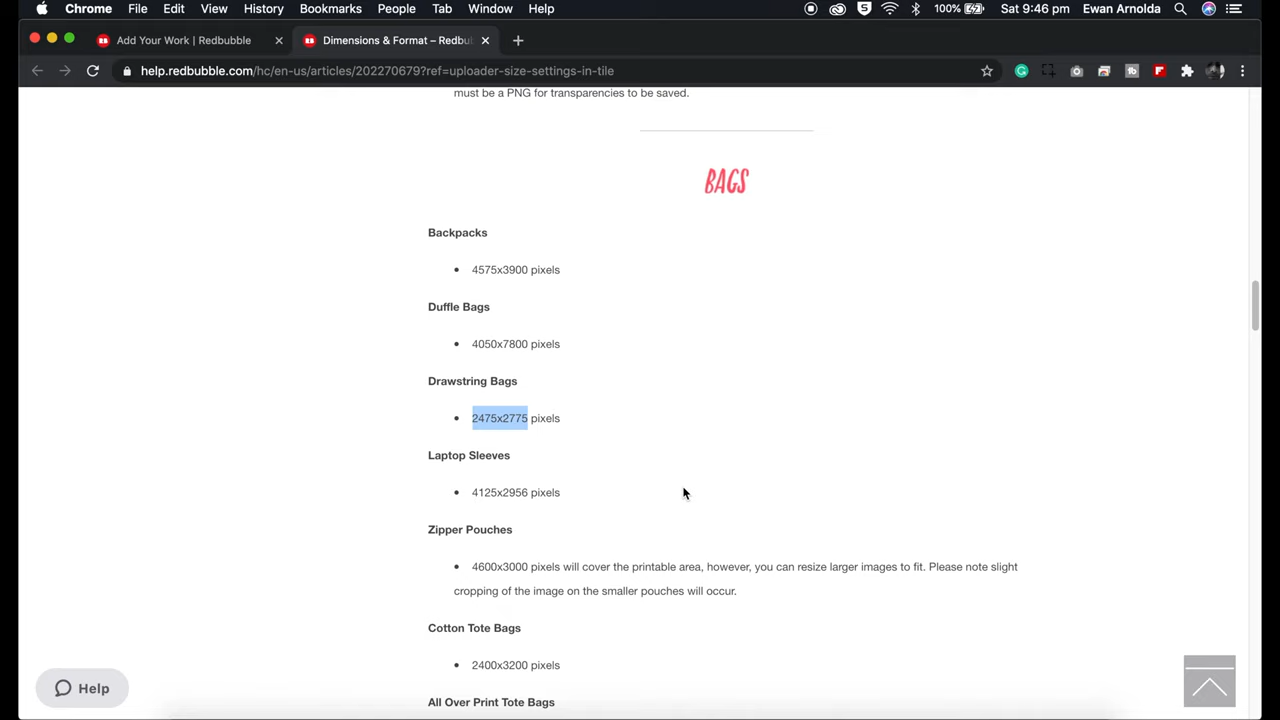 Chrome File Edit View History Bookmarks People Tab Window Help 100% Sat 9:46 pm Ewan Arnolda
Add Your Work | Redbubble Dimensions & Format – Redbu
help.redbubble.com/hc/en-us/articles/202270679?ref=uploader-size-settings-in-tile
must be a PNG for transparencies to be saved.
BAGS
Backpacks
• 4575x3900 pixels
Duffle Bags
• 4050x7800 pixels
Drawstring Bags
• 2475x2775 pixels
Laptop Sleeves
• 4125x2956 pixels
Zipper Pouches
• 4600x3000 pixels will cover the printable area, however, you can resize larger images to fit. Please note slight
cropping of the image on the smaller pouches will occur.
Cotton Tote Bags
• 2400x3200 pixels
Help
All Over Print Tote Bags